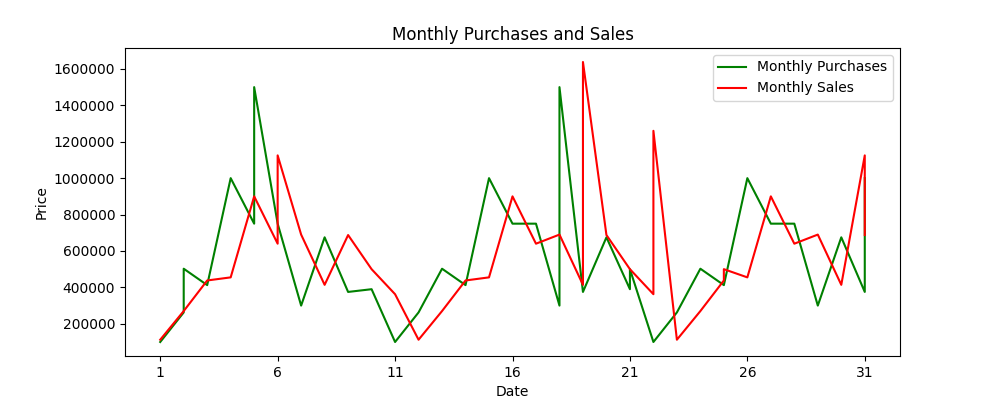 Monthly Purchases and Sales
Monthly Purchases
Monthly Sales
Price
1600000
1400000
1200000
1000000
800000
600000
400000
200000
1 6 11 16 21 26 31
Date